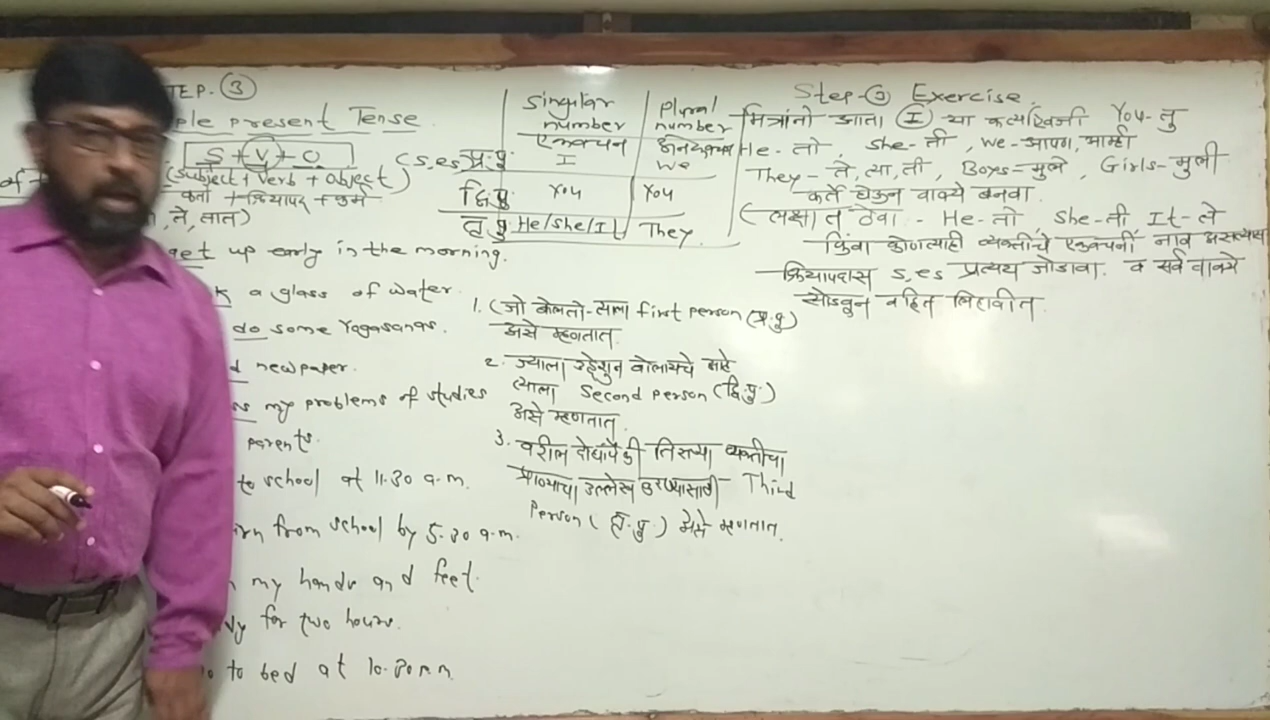 TEP. ③
ple present Tense
S + V + O
(Subject + Verb + Object)
कर्ता + क्रियापद + कर्म
, ते, तात)
get up early in the morning.
k a glass of water.
do some Yogasanas.
d newpaper.
my problems of studies
parents.
to school at 11.30 a.m.
rn from school by 5.30 a.m.
my hands and feet.
dy for two hours.
to bed at 10.30
Singular number
Plural number
एकवचन
अनेकवचन
(S, es प्र.पु.
I
We
द्वि.पु.
You
You
तृ.पु.
He/She/It
They
1. (जो बोलतो-त्याला first person (प्र.पु)
असे म्हणतात.
2. ज्याला उद्देशुन बोलायचे आहे
त्याला Second person (द्वि.पु.)
असे म्हणतात.
3. वरील दोघांपैकी तिसऱ्या व्यक्तीचा
उल्लेख करण्यासाठी Third
Person (तृ.पु.) असे म्हणतात.
Step-③ Exercise.
मित्रांनो आता I या कर्त्याऐवजी You-तु
He-तो, She-ती, We-आपण, आम्ही
They-ते, त्या, ती, Boys-मुले, Girls-मुली
कर्ते घेऊन वाक्ये बनवा.
(लक्षात ठेवा - He-तो She-ती It-ते
किंवा कोणत्याही व्यक्तीचे एकवचनी नाव असल्यास
क्रियापदास S, es प्रत्यय जोडावा. व सर्व वाक्ये
सोडवून वहित लिहावीत.